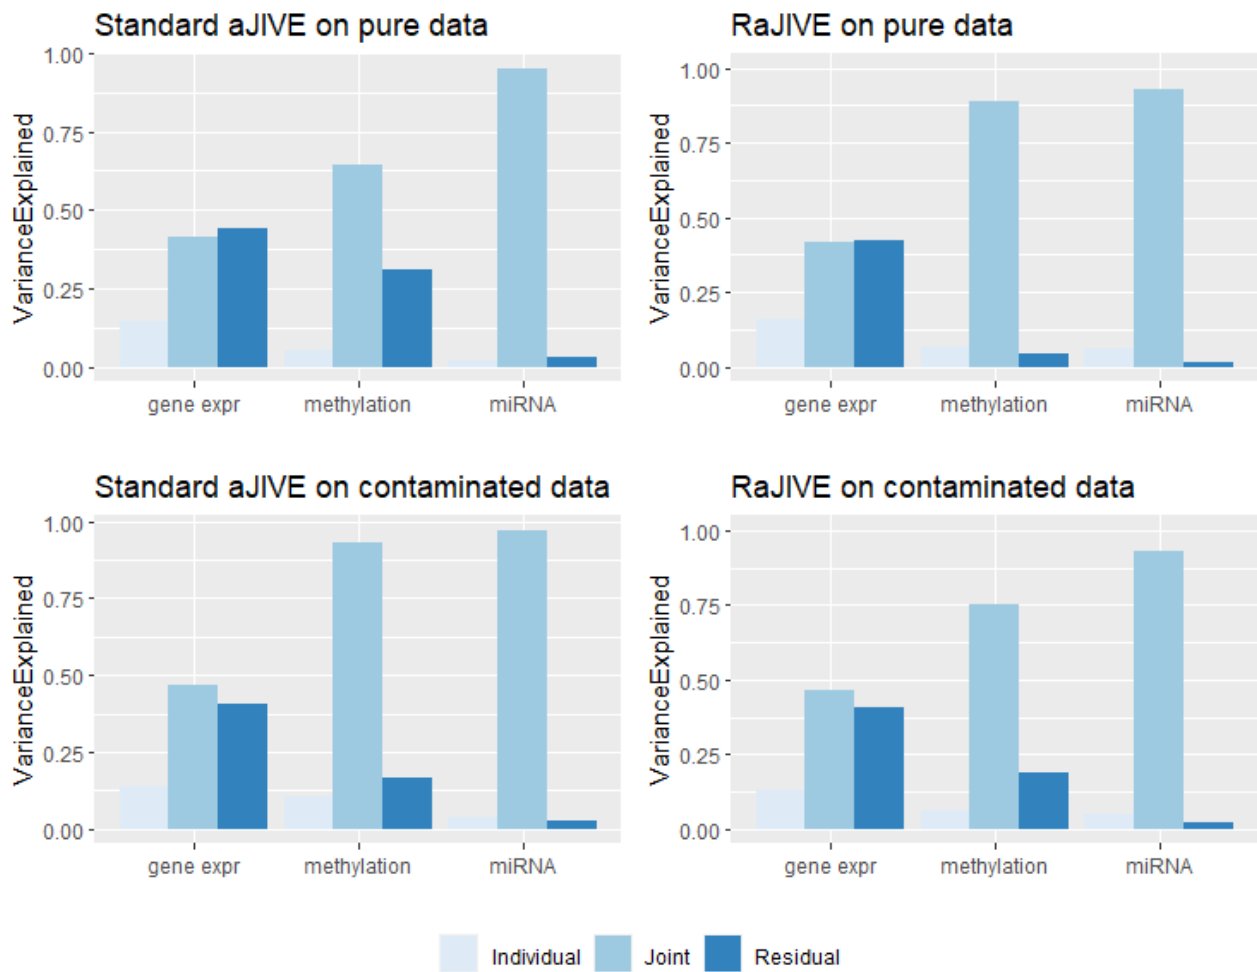 Standard aJIVE on pure data
VarianceExplained
1.00
0.75
0.50
0.25
0.00
gene expr methylation miRNA
RaJIVE on pure data
VarianceExplained
1.00
0.75
0.50
0.25
0.00
gene expr methylation miRNA
Standard aJIVE on contaminated data
VarianceExplained
1.00
0.75
0.50
0.25
0.00
gene expr methylation miRNA
RaJIVE on contaminated data
VarianceExplained
1.00
0.75
0.50
0.25
0.00
gene expr methylation miRNA
Individual Joint Residual